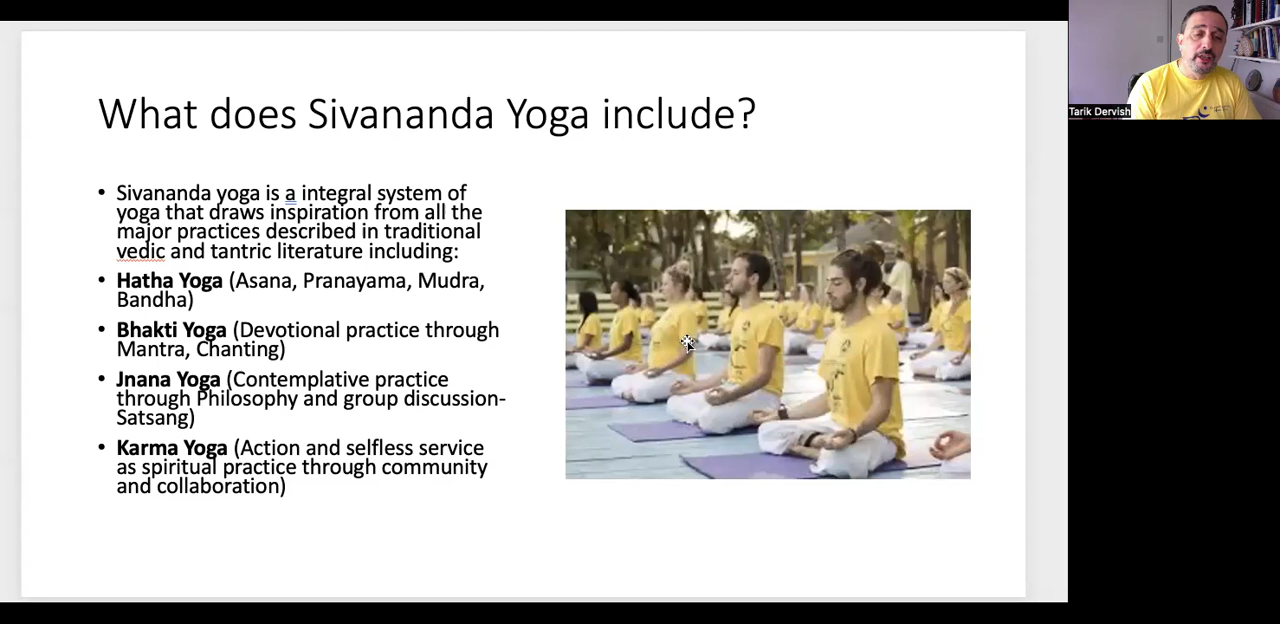 What does Sivananda Yoga include?
• Sivananda yoga is a integral system of
yoga that draws inspiration from all the
major practices described in traditional
vedic and tantric literature including:
• Hatha Yoga (Asana, Pranayama, Mudra,
Bandha)
• Bhakti Yoga (Devotional practice through
Mantra, Chanting)
• Jnana Yoga (Contemplative practice
through Philosophy and group discussion-
Satsang)
• Karma Yoga (Action and selfless service
as spiritual practice through community
and collaboration)
Tarik Dervish